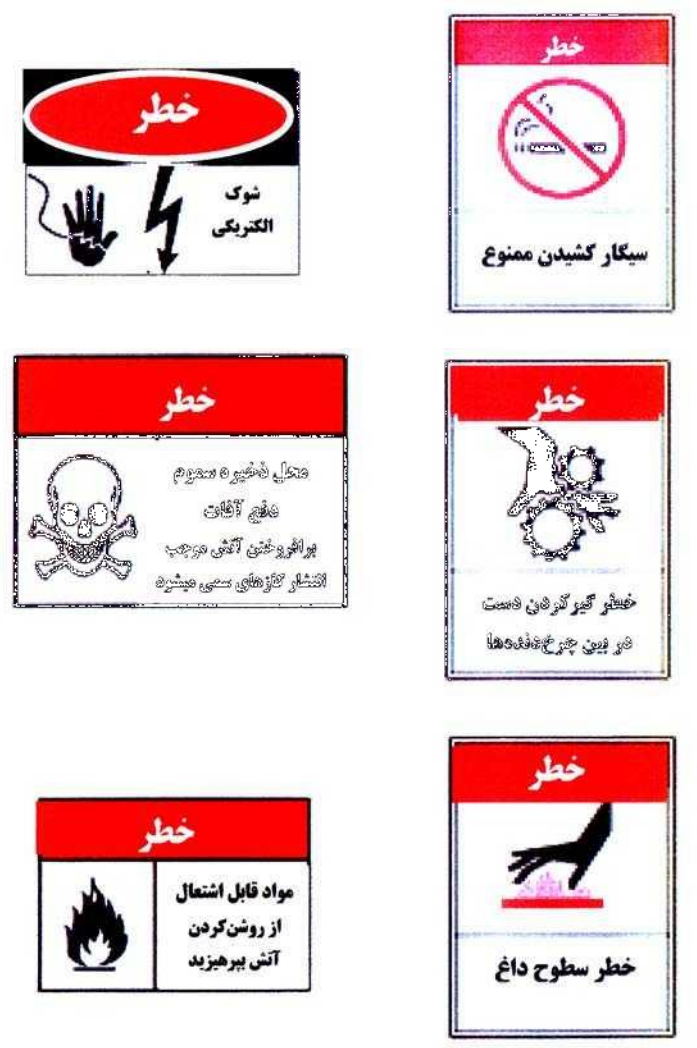 خطر
سیگار کشیدن ممنوع
خطر
شوک
الکتریکی
خطر
خطر گیر کردن دست
در بین چرخ‌دنده‌ها
خطر
محل ذخیره سموم
دفع آفات
برافروختن آتش موجب
انتشار گازهای سمی میشود
خطر
خطر سطوح داغ
خطر
مواد قابل اشتعال
از روشن‌کردن
آتش بپرهیزید